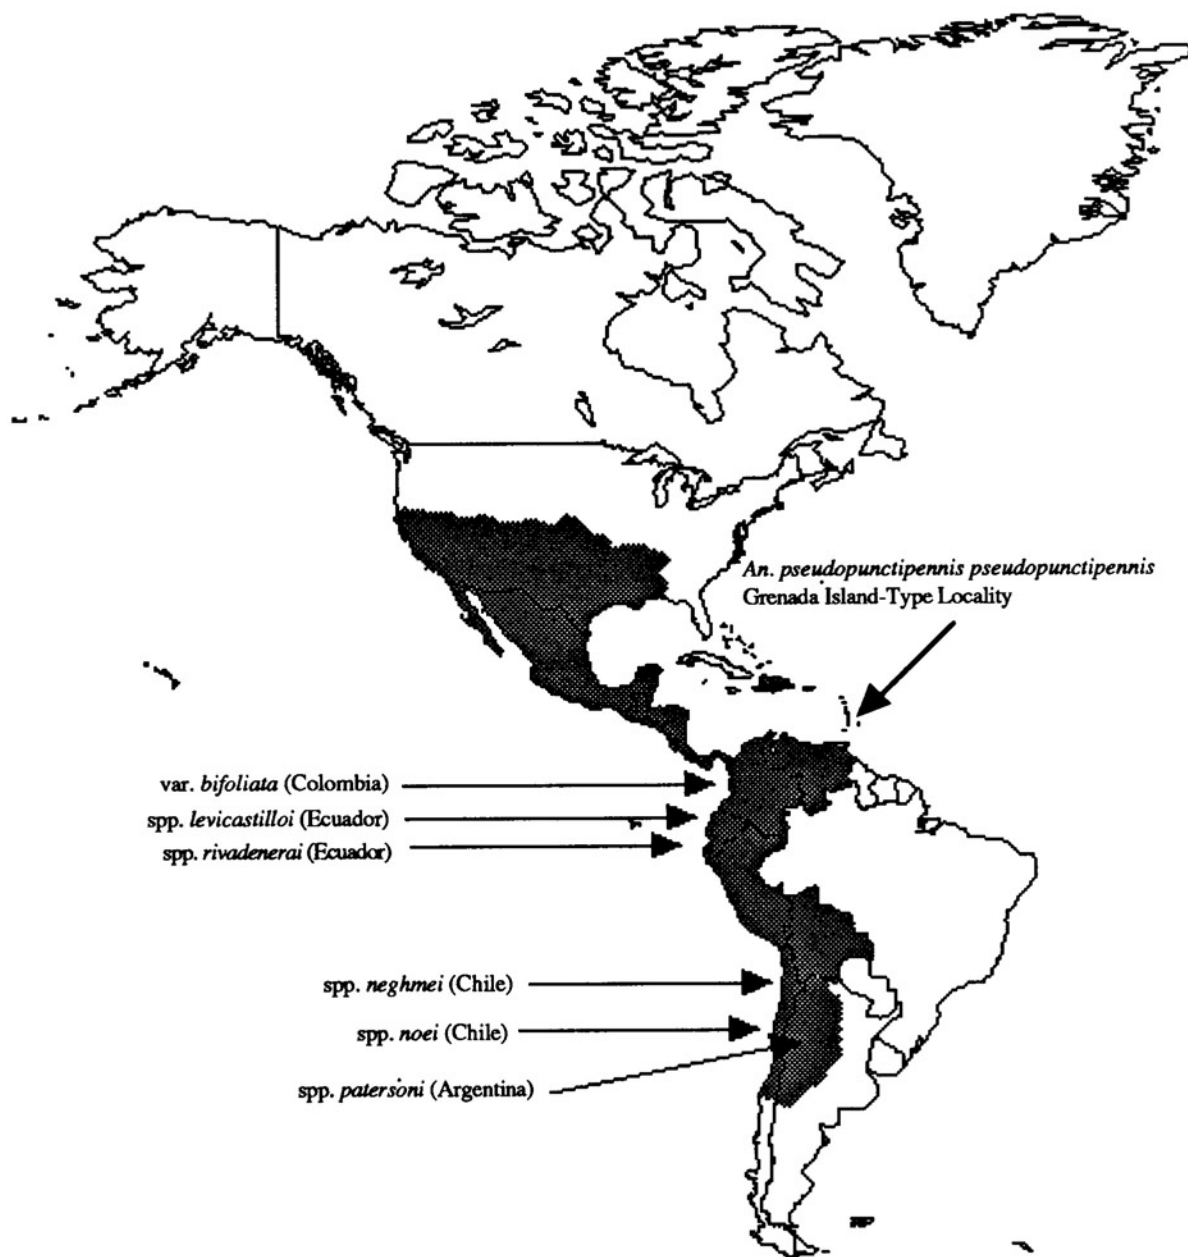 An. pseudopunctipennis pseudopunctipennis
Grenada Island-Type Locality
var. bifoliata (Colombia)
spp. levicastilloi (Ecuador)
spp. rivadenerai (Ecuador)
spp. neghmei (Chile)
spp. noei (Chile)
spp. patersoni (Argentina)